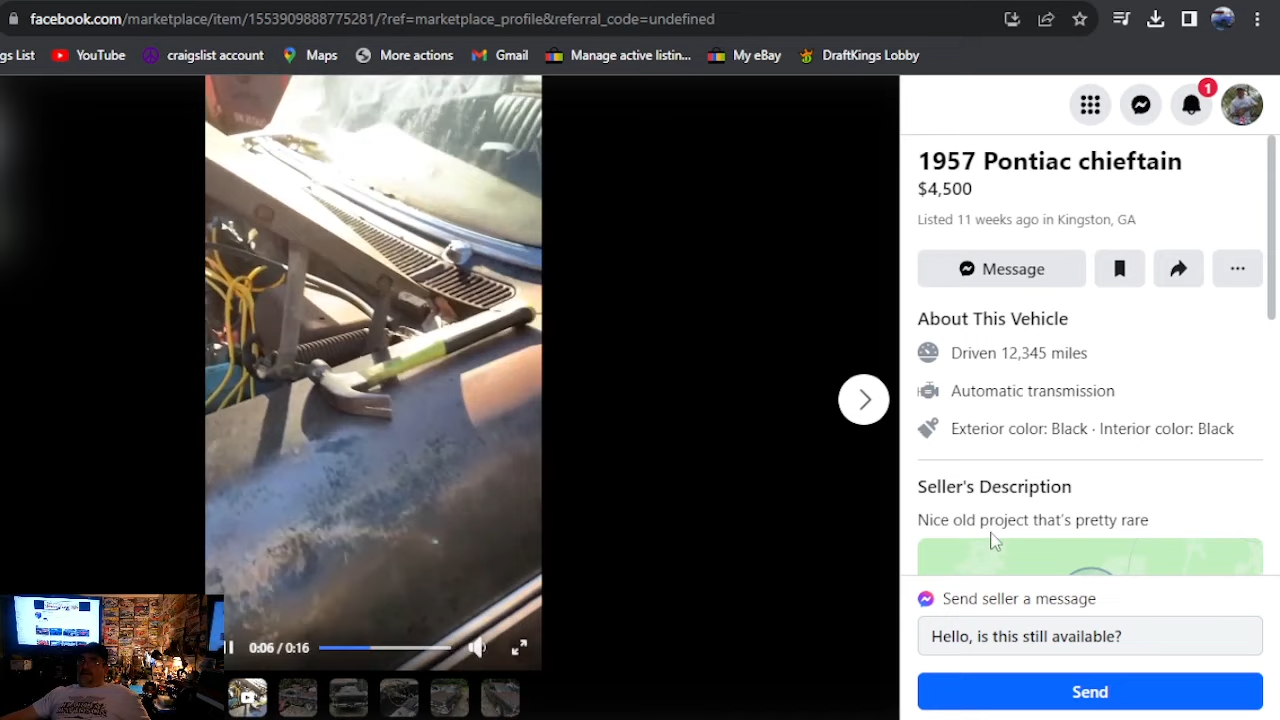 facebook.com/marketplace/item/1553909888775281/?ref=marketplace_profile&referral_code=undefined
gs List YouTube craigslist account Maps More actions Gmail Manage active listin... My eBay DraftKings Lobby
1
1957 Pontiac chieftain
$4,500
Listed 11 weeks ago in Kingston, GA
Message
About This Vehicle
Driven 12,345 miles
Automatic transmission
Exterior color: Black · Interior color: Black
Seller's Description
Nice old project that's pretty rare
0:06 / 0:16
Send seller a message
Hello, is this still available?
Send